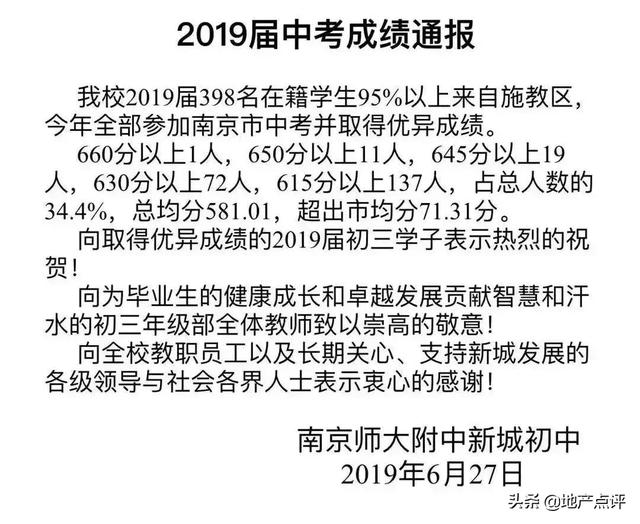 2019届中考成绩通报
我校2019届398名在籍学生95%以上来自施教区，
今年全部参加南京市中考并取得优异成绩。
660分以上1人，650分以上11人，645分以上19
人，630分以上72人，615分以上137人，占总人数的
34.4%，总均分581.01，超出市均分71.31分。
向取得优异成绩的2019届初三学子表示热烈的祝
贺！
向为毕业生的健康成长和卓越发展贡献智慧和汗
水的初三年级部全体教师致以崇高的敬意！
向全校教职员工以及长期关心、支持新城发展的
各级领导与社会各界人士表示衷心的感谢！
南京师大附中新城初中
2019年6月27日
头条@地产点评